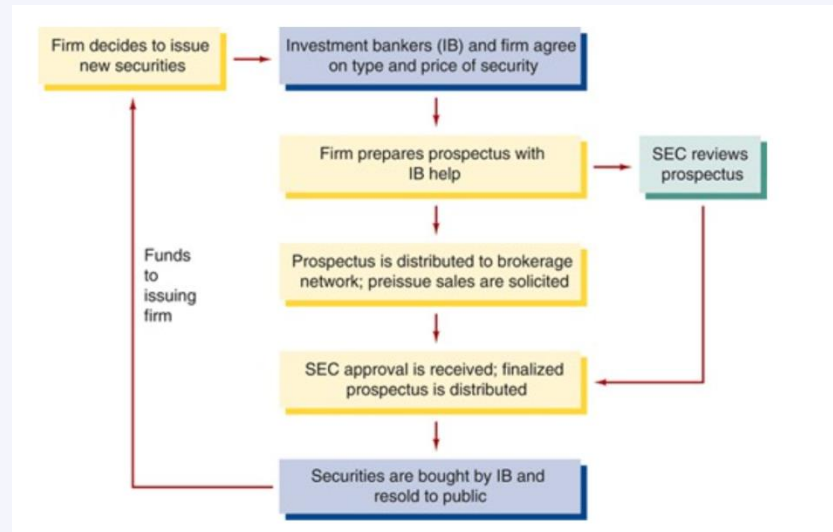 Firm decides to issue
new securities
Investment bankers (IB) and firm agree
on type and price of security
Firm prepares prospectus with
IB help
SEC reviews
prospectus
Funds
to
issuing
firm
Prospectus is distributed to brokerage
network; preissue sales are solicited
SEC approval is received; finalized
prospectus is distributed
Securities are bought by IB and
resold to public